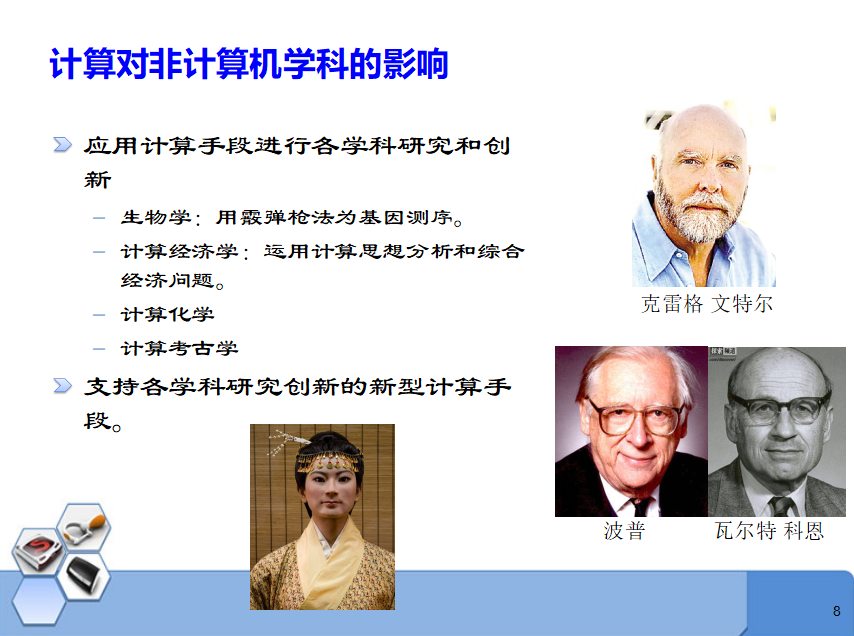 计算对非计算机学科的影响
应用计算手段进行各学科研究和创
新
– 生物学：用霰弹枪法为基因测序。
– 计算经济学：运用计算思想分析和综合
经济问题。
– 计算化学
– 计算考古学
支持各学科研究创新的新型计算手
段。
克雷格 文特尔
波普
瓦尔特 科恩
8